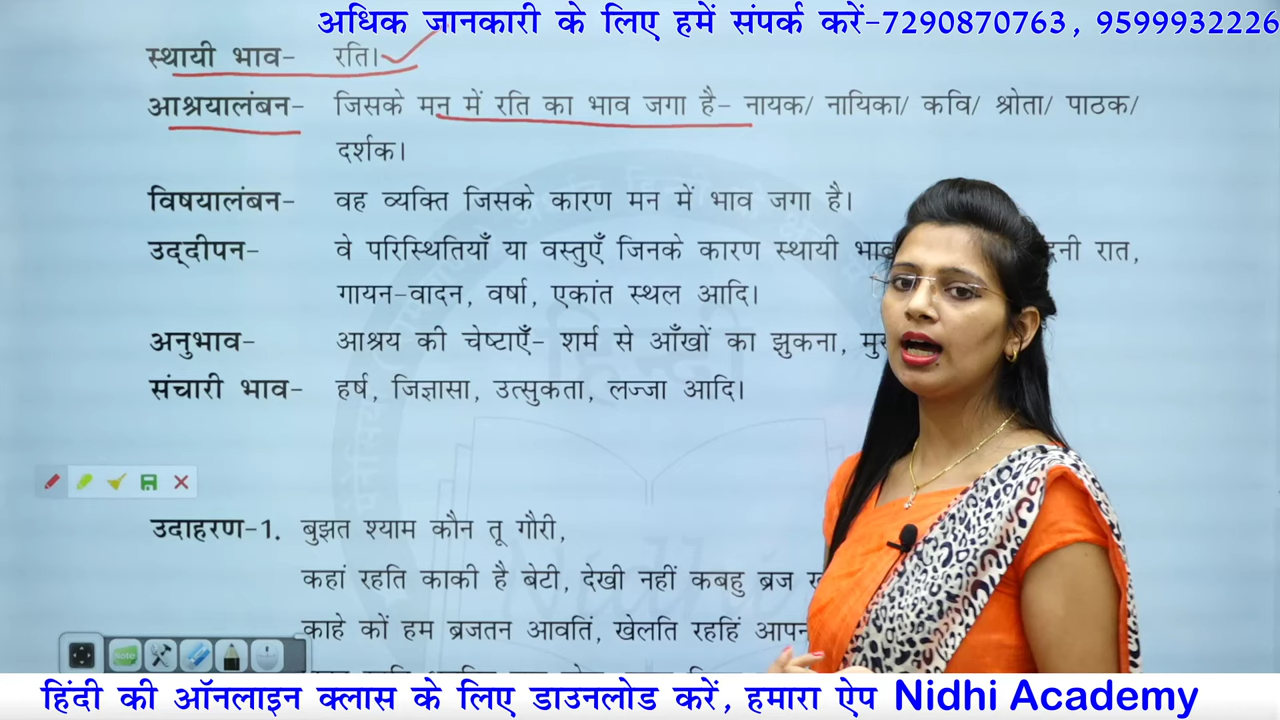 अधिक जानकारी के लिए हमें संपर्क करें-7290870763, 9599932226
स्थायी भाव- रति।
आश्रयालंबन- जिसके मन में रति का भाव जगा है- नायक/ नायिका/ कवि/ श्रोता/ पाठक/
दर्शक।
विषयालंबन- वह व्यक्ति जिसके कारण मन में भाव जगा है।
उद्दीपन- वे परिस्थितियाँ या वस्तुएँ जिनके कारण स्थायी रात,
गायन-वादन, वर्षा, एकांत स्थल आदि।
अनुभाव- आश्रय की चेष्टाएँ- शर्म से आँखों का झुकना,
संचारी भाव- हर्ष, जिज्ञासा, उत्सुकता, लज्जा आदि।
उदाहरण-1. बुझत श्याम कौन तू गौरी,
कहां रहति काकी है बेटी, देखी नहीं कबहु ब्रज
काहे कों हम ब्रजतन आवतिं, खेलति रहहिं
Note
हिंदी
Nidhi
हिंदी की ऑनलाइन क्लास के लिए डाउनलोड करें, हमारा ऐप Nidhi Academy